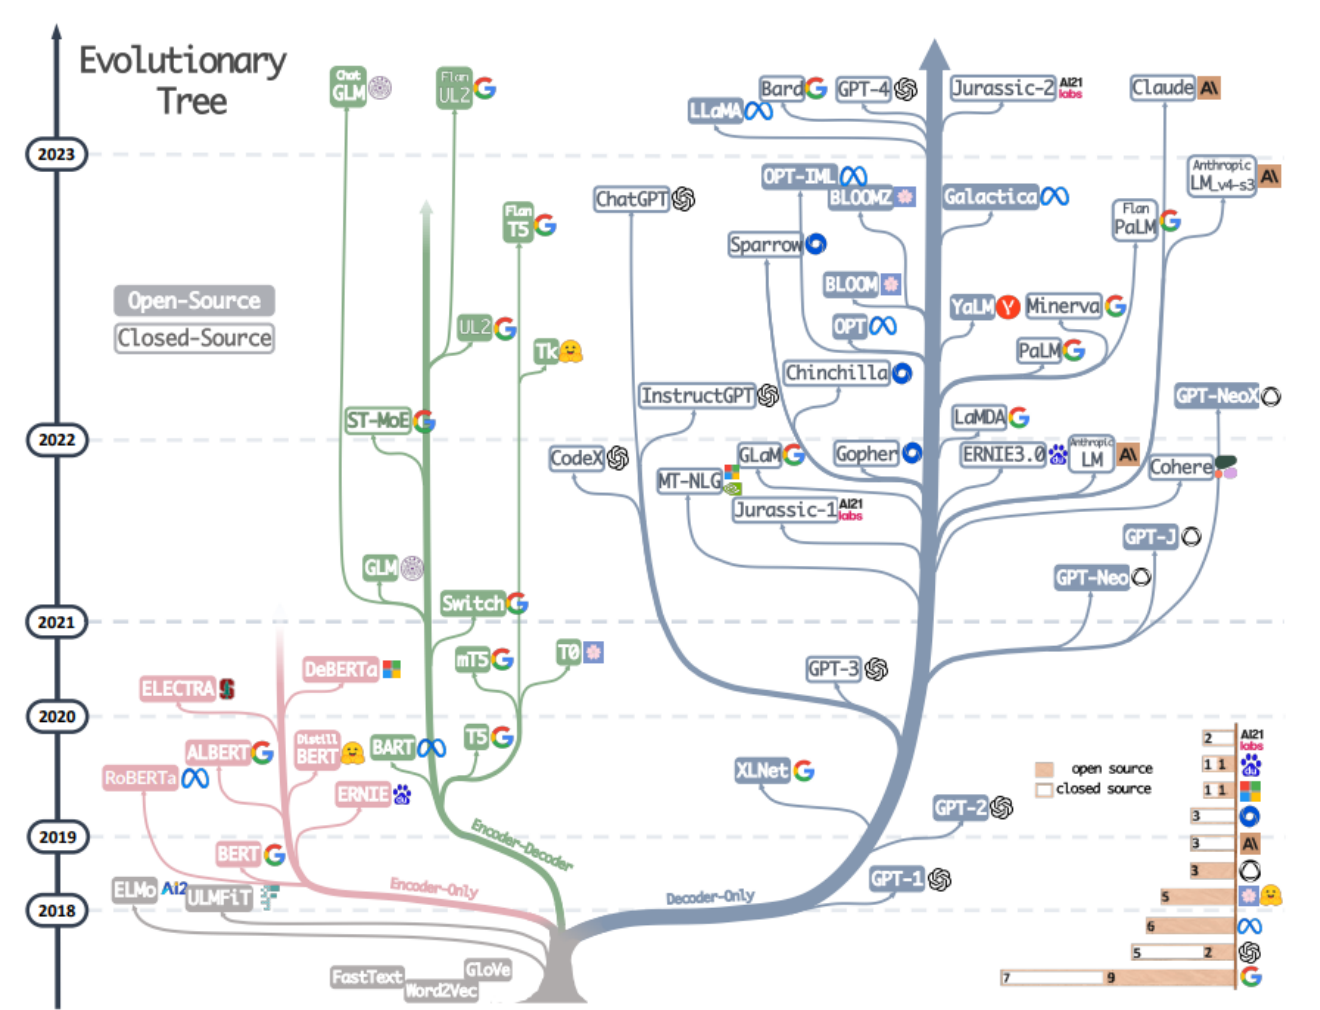 Evolutionary
Tree
Chat
GLM
Flan
UL2
Bard
GPT-4
Jurassic-2
AI21
labs
Claude
A\
LLaMA
2023
OPT-IML
BLOOMZ
Galactica
Anthropic
LM_v4-s3
A\
ChatGPT
Flan
T5
Flan
PaLM
Sparrow
Open-Source
Closed-Source
BLOOM
YaLM
Minerva
UL2
OPT
Tk
PaLM
Chinchilla
InstructGPT
GPT-NeoX
ST-MoE
LaMDA
2022
CodeX
GLaM
Gopher
ERNIE3.0
Anthropic
LM
A\
Cohere
MT-NLG
Jurassic-1
AI21
labs
GPT-J
GLM
GPT-Neo
Switch
2021
mT5
T0
DeBERTa
GPT-3
ELECTRA
2020
ALBERT
Distill
BERT
BART
T5
RoBERTa
ERNIE
XLNet
GPT-2
2019
Encoder-Decoder
BERT
Encoder-Only
Decoder-Only
GPT-1
ELMo
AI2
ULMFiT
2018
FastText
Word2Vec
GloVe
open source
closed source
2
AI21
labs
1 1
du
1 1
3
3
A\
3
5
6
5 2
7 9